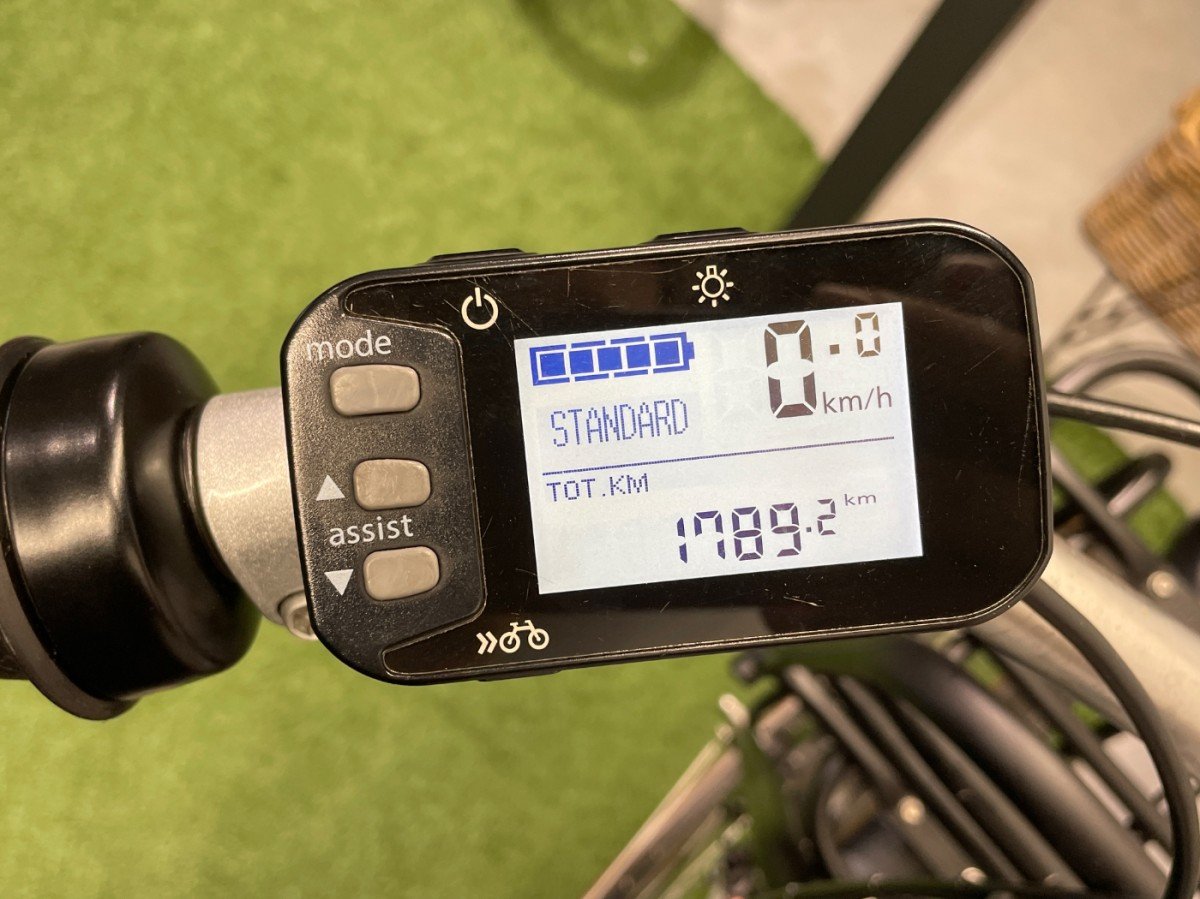 mode
assist
0.0
km/h
STANDARD
TOT.KM
1789.2 km